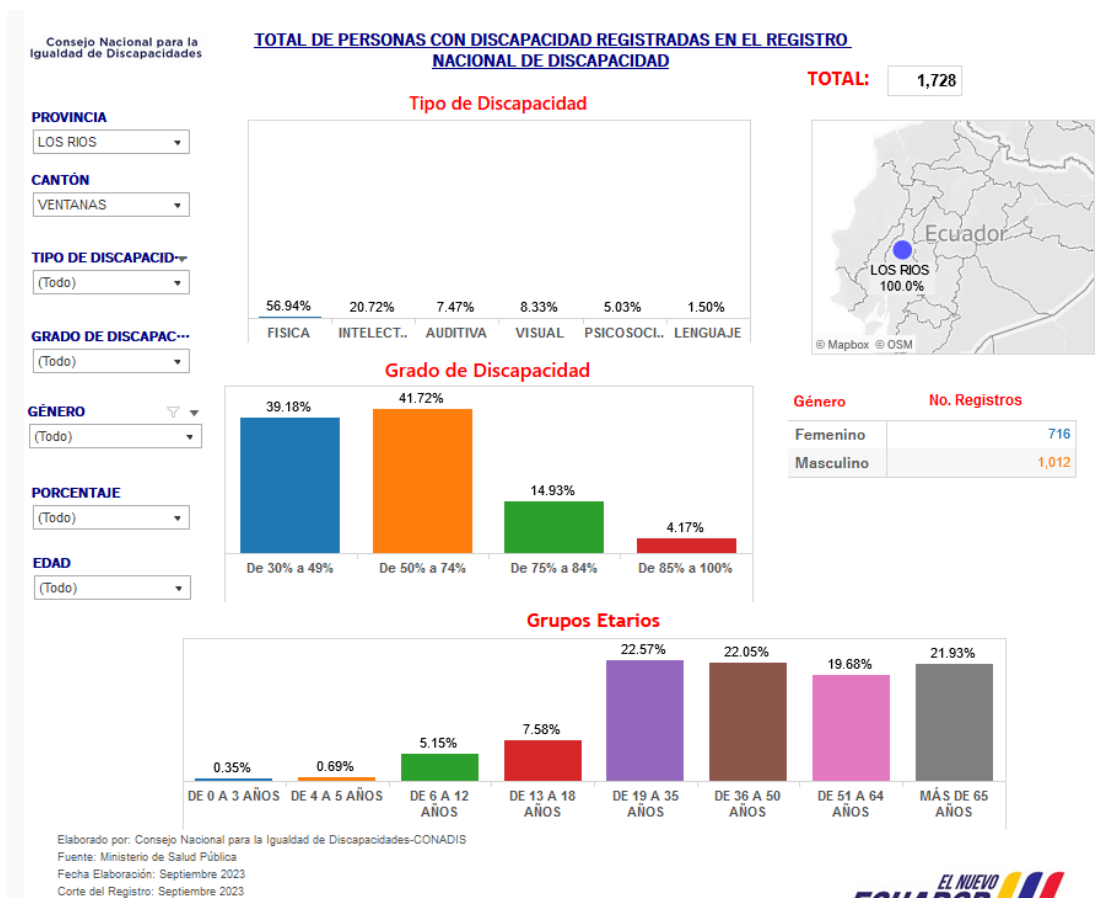 Consejo Nacional para la
Igualdad de Discapacidades
TOTAL DE PERSONAS CON DISCAPACIDAD REGISTRADAS EN EL REGISTRO
NACIONAL DE DISCAPACIDAD
TOTAL:
1,728
PROVINCIA
LOS RIOS
CANTÓN
VENTANAS
TIPO DE DISCAPACID···
(Todo)
GRADO DE DISCAPAC···
(Todo)
GÉNERO
(Todo)
PORCENTAJE
(Todo)
EDAD
(Todo)
Tipo de Discapacidad
56.94% 20.72% 7.47% 8.33% 5.03% 1.50%
FISICA INTELECT.. AUDITIVA VISUAL PSICOSOCI.. LENGUAJE
Ecuador
LOS RIOS
100.0%
© Mapbox © OSM
Grado de Discapacidad
39.18% 41.72% 14.93% 4.17%
De 30% a 49% De 50% a 74% De 75% a 84% De 85% a 100%
Género No. Registros
Femenino 716
Masculino 1,012
Grupos Etarios
0.35% 0.69% 5.15% 7.58% 22.57% 22.05% 19.68% 21.93%
DE 0 A 3 AÑOS DE 4 A 5 AÑOS DE 6 A 12 DE 13 A 18 DE 19 A 35 DE 36 A 50 DE 51 A 64 MÁS DE 65
AÑOS AÑOS AÑOS AÑOS AÑOS AÑOS
Elaborado por: Consejo Nacional para la Igualdad de Discapacidades-CONADIS
Fuente: Ministerio de Salud Pública
Fecha Elaboración: Septiembre 2023
Corte del Registro: Septiembre 2023
EL NUEVO
ECUADOR